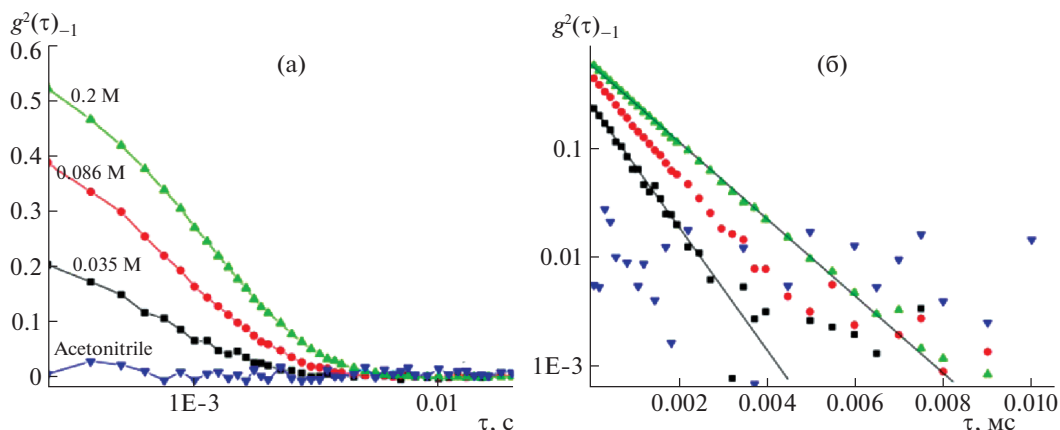 g²(τ)₋₁
0.6
(а)
0.2 M
0.5
0.4
0.086 M
0.3
0.2
0.035 M
0.1
Acetonitrile
0
1E-3
0.01
τ, с
g²(τ)₋₁
(б)
0.1
0.01
1E-3
0.002
0.004
0.006
0.008
0.010
τ, мс